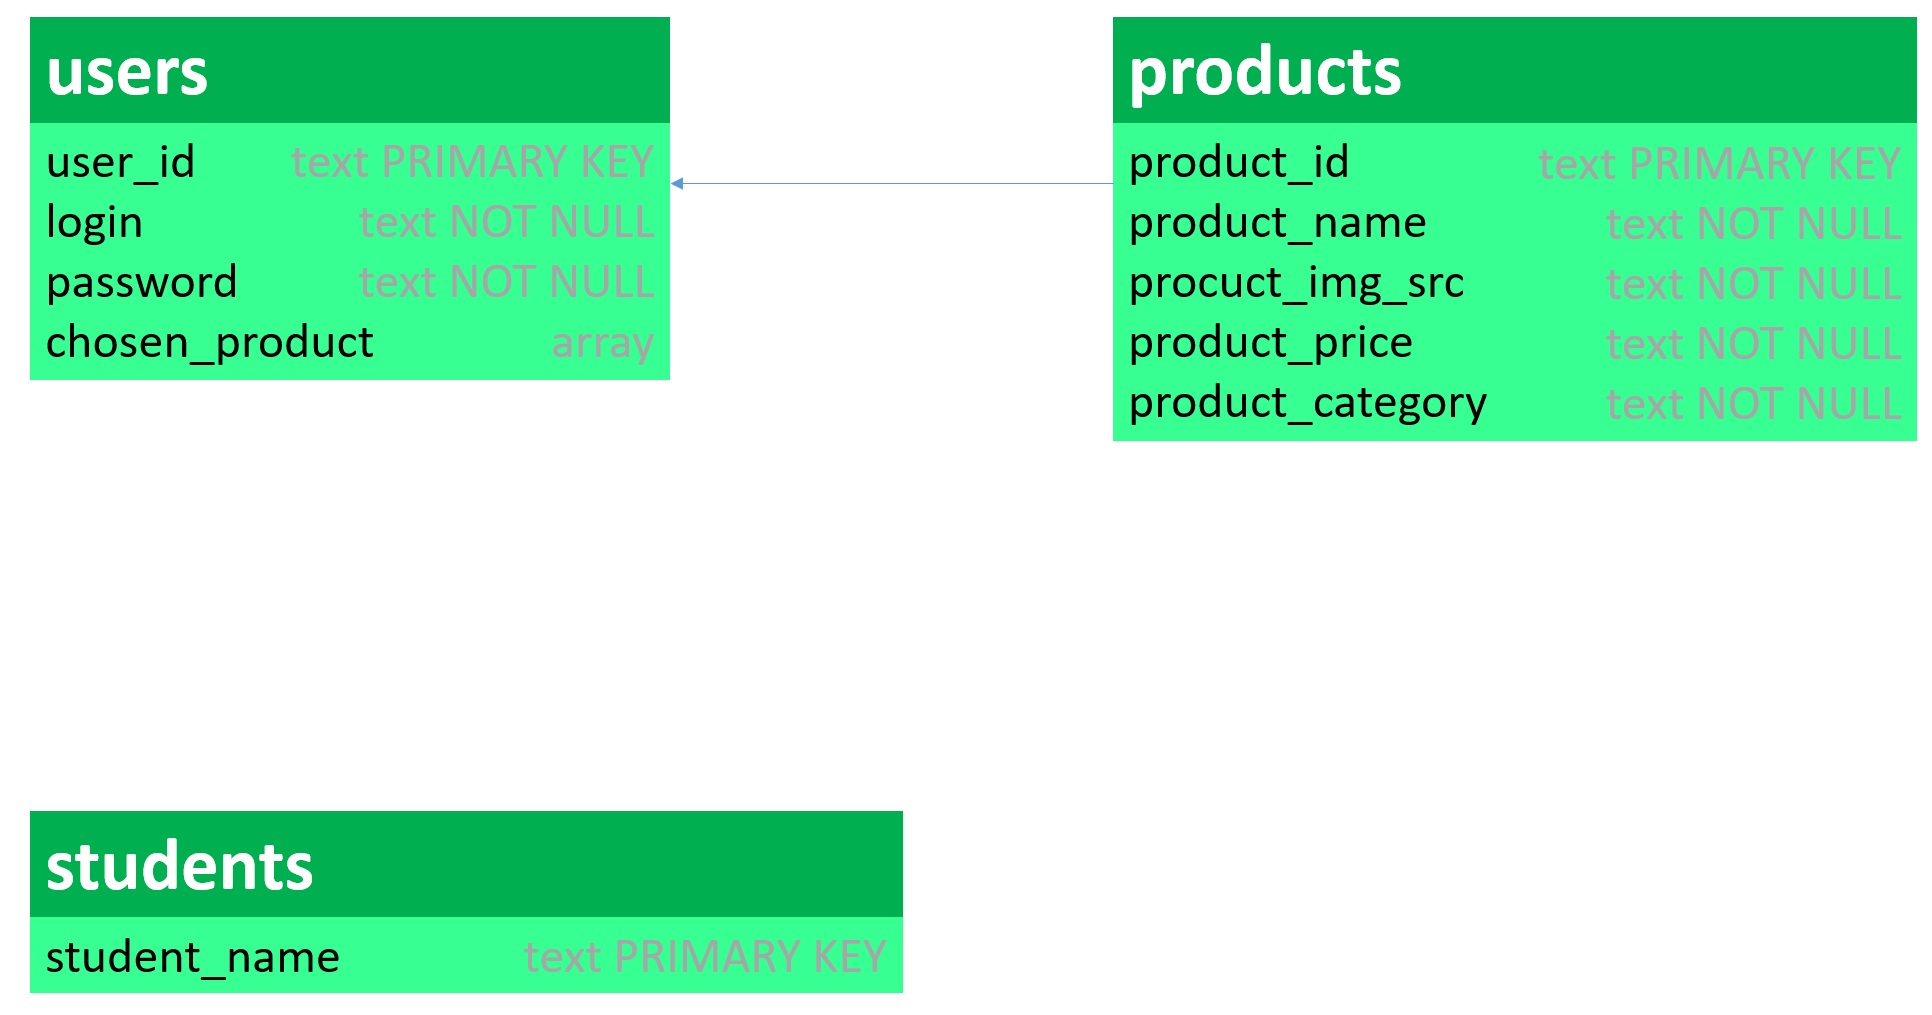 users
user_id text PRIMARY KEY
login text NOT NULL
password text NOT NULL
chosen_product array
products
product_id text PRIMARY KEY
product_name text NOT NULL
procuct_img_src text NOT NULL
product_price text NOT NULL
product_category text NOT NULL
students
student_name text PRIMARY KEY